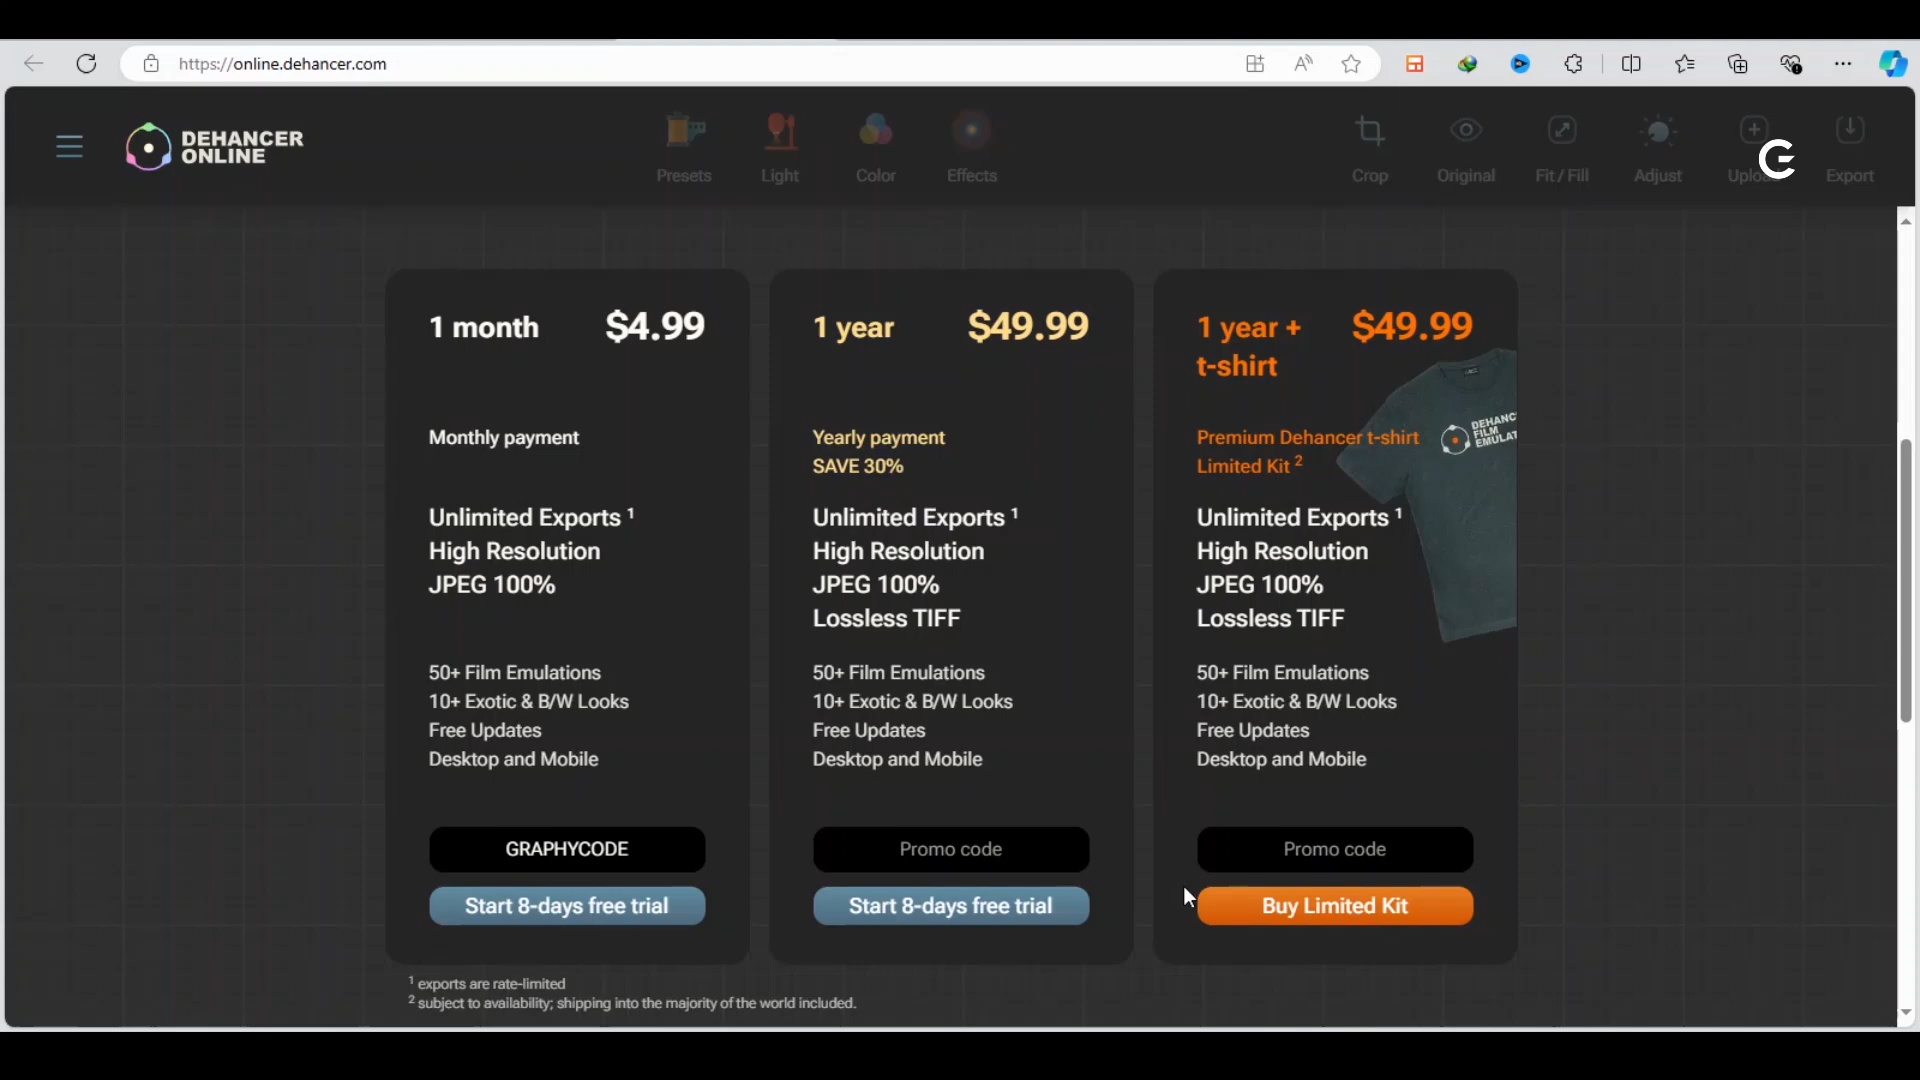 https://online.dehancer.com
DEHANCER
ONLINE
Presets
Light
Color
Effects
Crop
Original
Fit / Fill
Adjust
Export
1 month $4.99
Monthly payment
Unlimited Exports 1
High Resolution
JPEG 100%
50+ Film Emulations
10+ Exotic & B/W Looks
Free Updates
Desktop and Mobile
GRAPHYCODE
Start 8-days free trial
1 year $49.99
Yearly payment
SAVE 30%
Unlimited Exports 1
High Resolution
JPEG 100%
Lossless TIFF
50+ Film Emulations
10+ Exotic & B/W Looks
Free Updates
Desktop and Mobile
Promo code
Start 8-days free trial
1 year + $49.99
t-shirt
Premium Dehancer t-shirt
Limited Kit 2
Unlimited Exports 1
High Resolution
JPEG 100%
Lossless TIFF
50+ Film Emulations
10+ Exotic & B/W Looks
Free Updates
Desktop and Mobile
Promo code
Buy Limited Kit
DEHANC
FILM
EMULAT
1 exports are rate-limited
2 subject to availability; shipping into the majority of the world included.